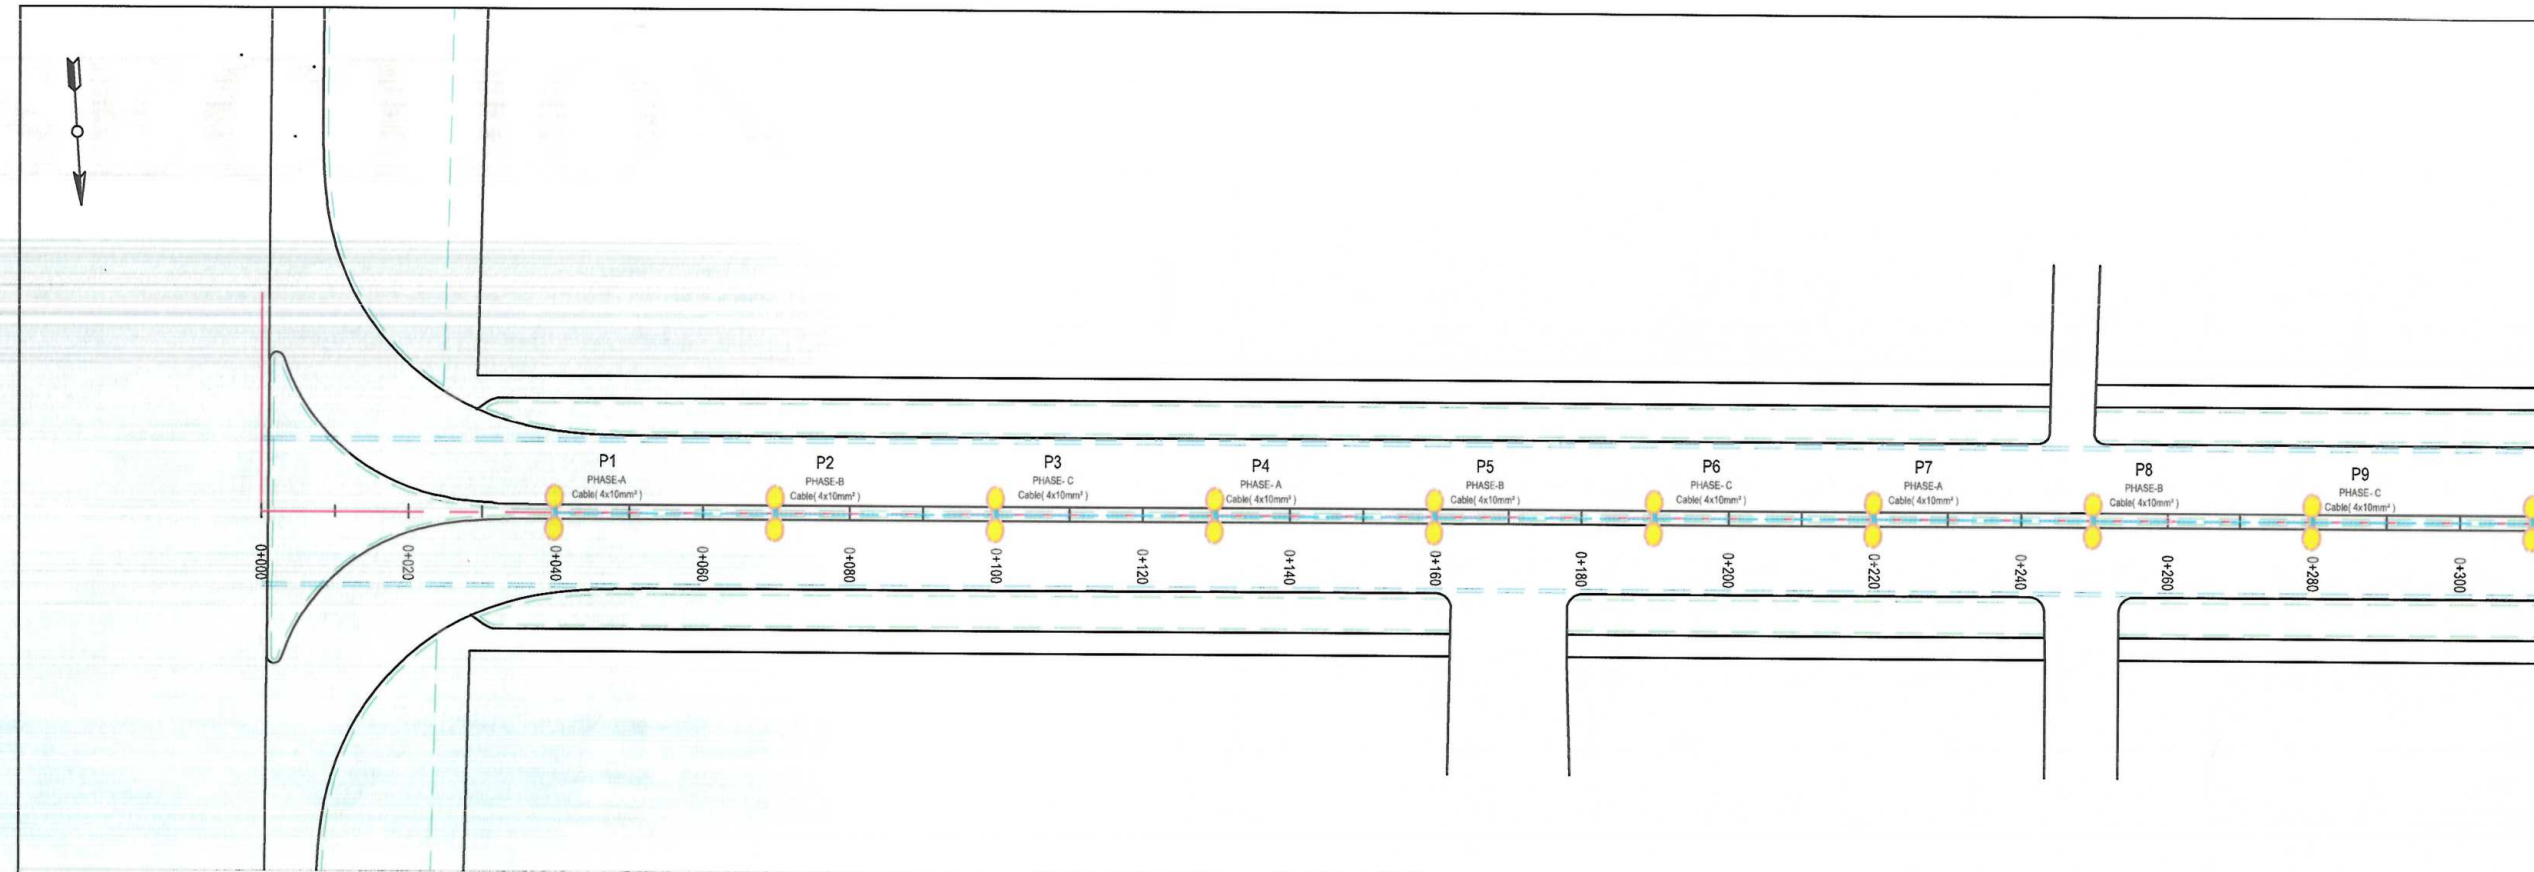 P1
PHASE-A
Cable( 4x10mm²)
P2
PHASE-B
Cable( 4x10mm²)
P3
PHASE- C
Cable( 4x10mm²)
P4
PHASE- A
Cable( 4x10mm²)
P5
PHASE-B
Cable( 4x10mm²)
P6
PHASE- C
Cable( 4x10mm²)
P7
PHASE-A
Cable( 4x10mm²)
P8
PHASE-B
Cable( 4x10mm²)
P9
PHASE- C
Cable( 4x10mm²)
0+000
0+020
0+040
0+060
0+080
0+100
0+120
0+140
0+160
0+180
0+200
0+220
0+240
0+260
0+280
0+300